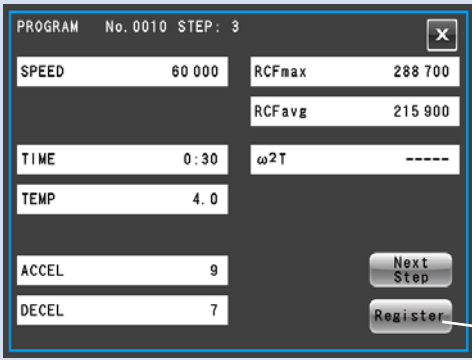 PROGRAM No.0010 STEP: 3
X
SPEED 60 000 RCFmax 288 700
RCFavg 215 900
TIME 0:30 ω²T -----
TEMP 4.0
ACCEL 9
Next
Step
DECEL 7
Register